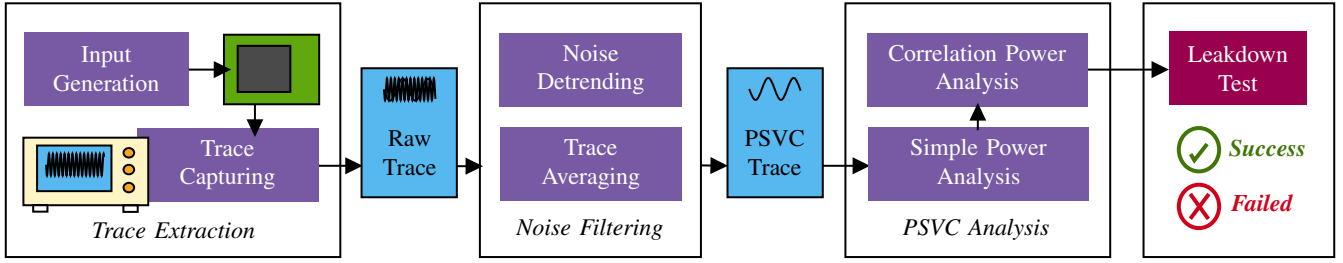 Input
Generation
Trace
Capturing
Trace Extraction
Raw
Trace
Noise
Detrending
Trace
Averaging
Noise Filtering
PSVC
Trace
Correlation Power
Analysis
Simple Power
Analysis
PSVC Analysis
Leakdown
Test
Success
Failed